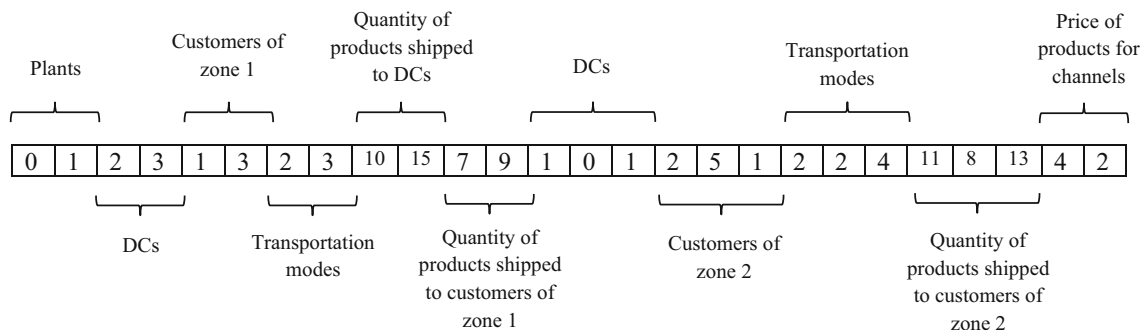 Plants
Customers of
zone 1
Quantity of
products shipped
to DCs
DCs
Transportation
modes
Price of
products for
channels
0 1 2 3 1 3 2 3 10 15 7 9 1 0 1 2 5 1 2 2 4 11 8 13 4 2
DCs
Transportation
modes
Quantity of
products shipped
to customers of
zone 1
Customers of
zone 2
Quantity of
products shipped
to customers of
zone 2